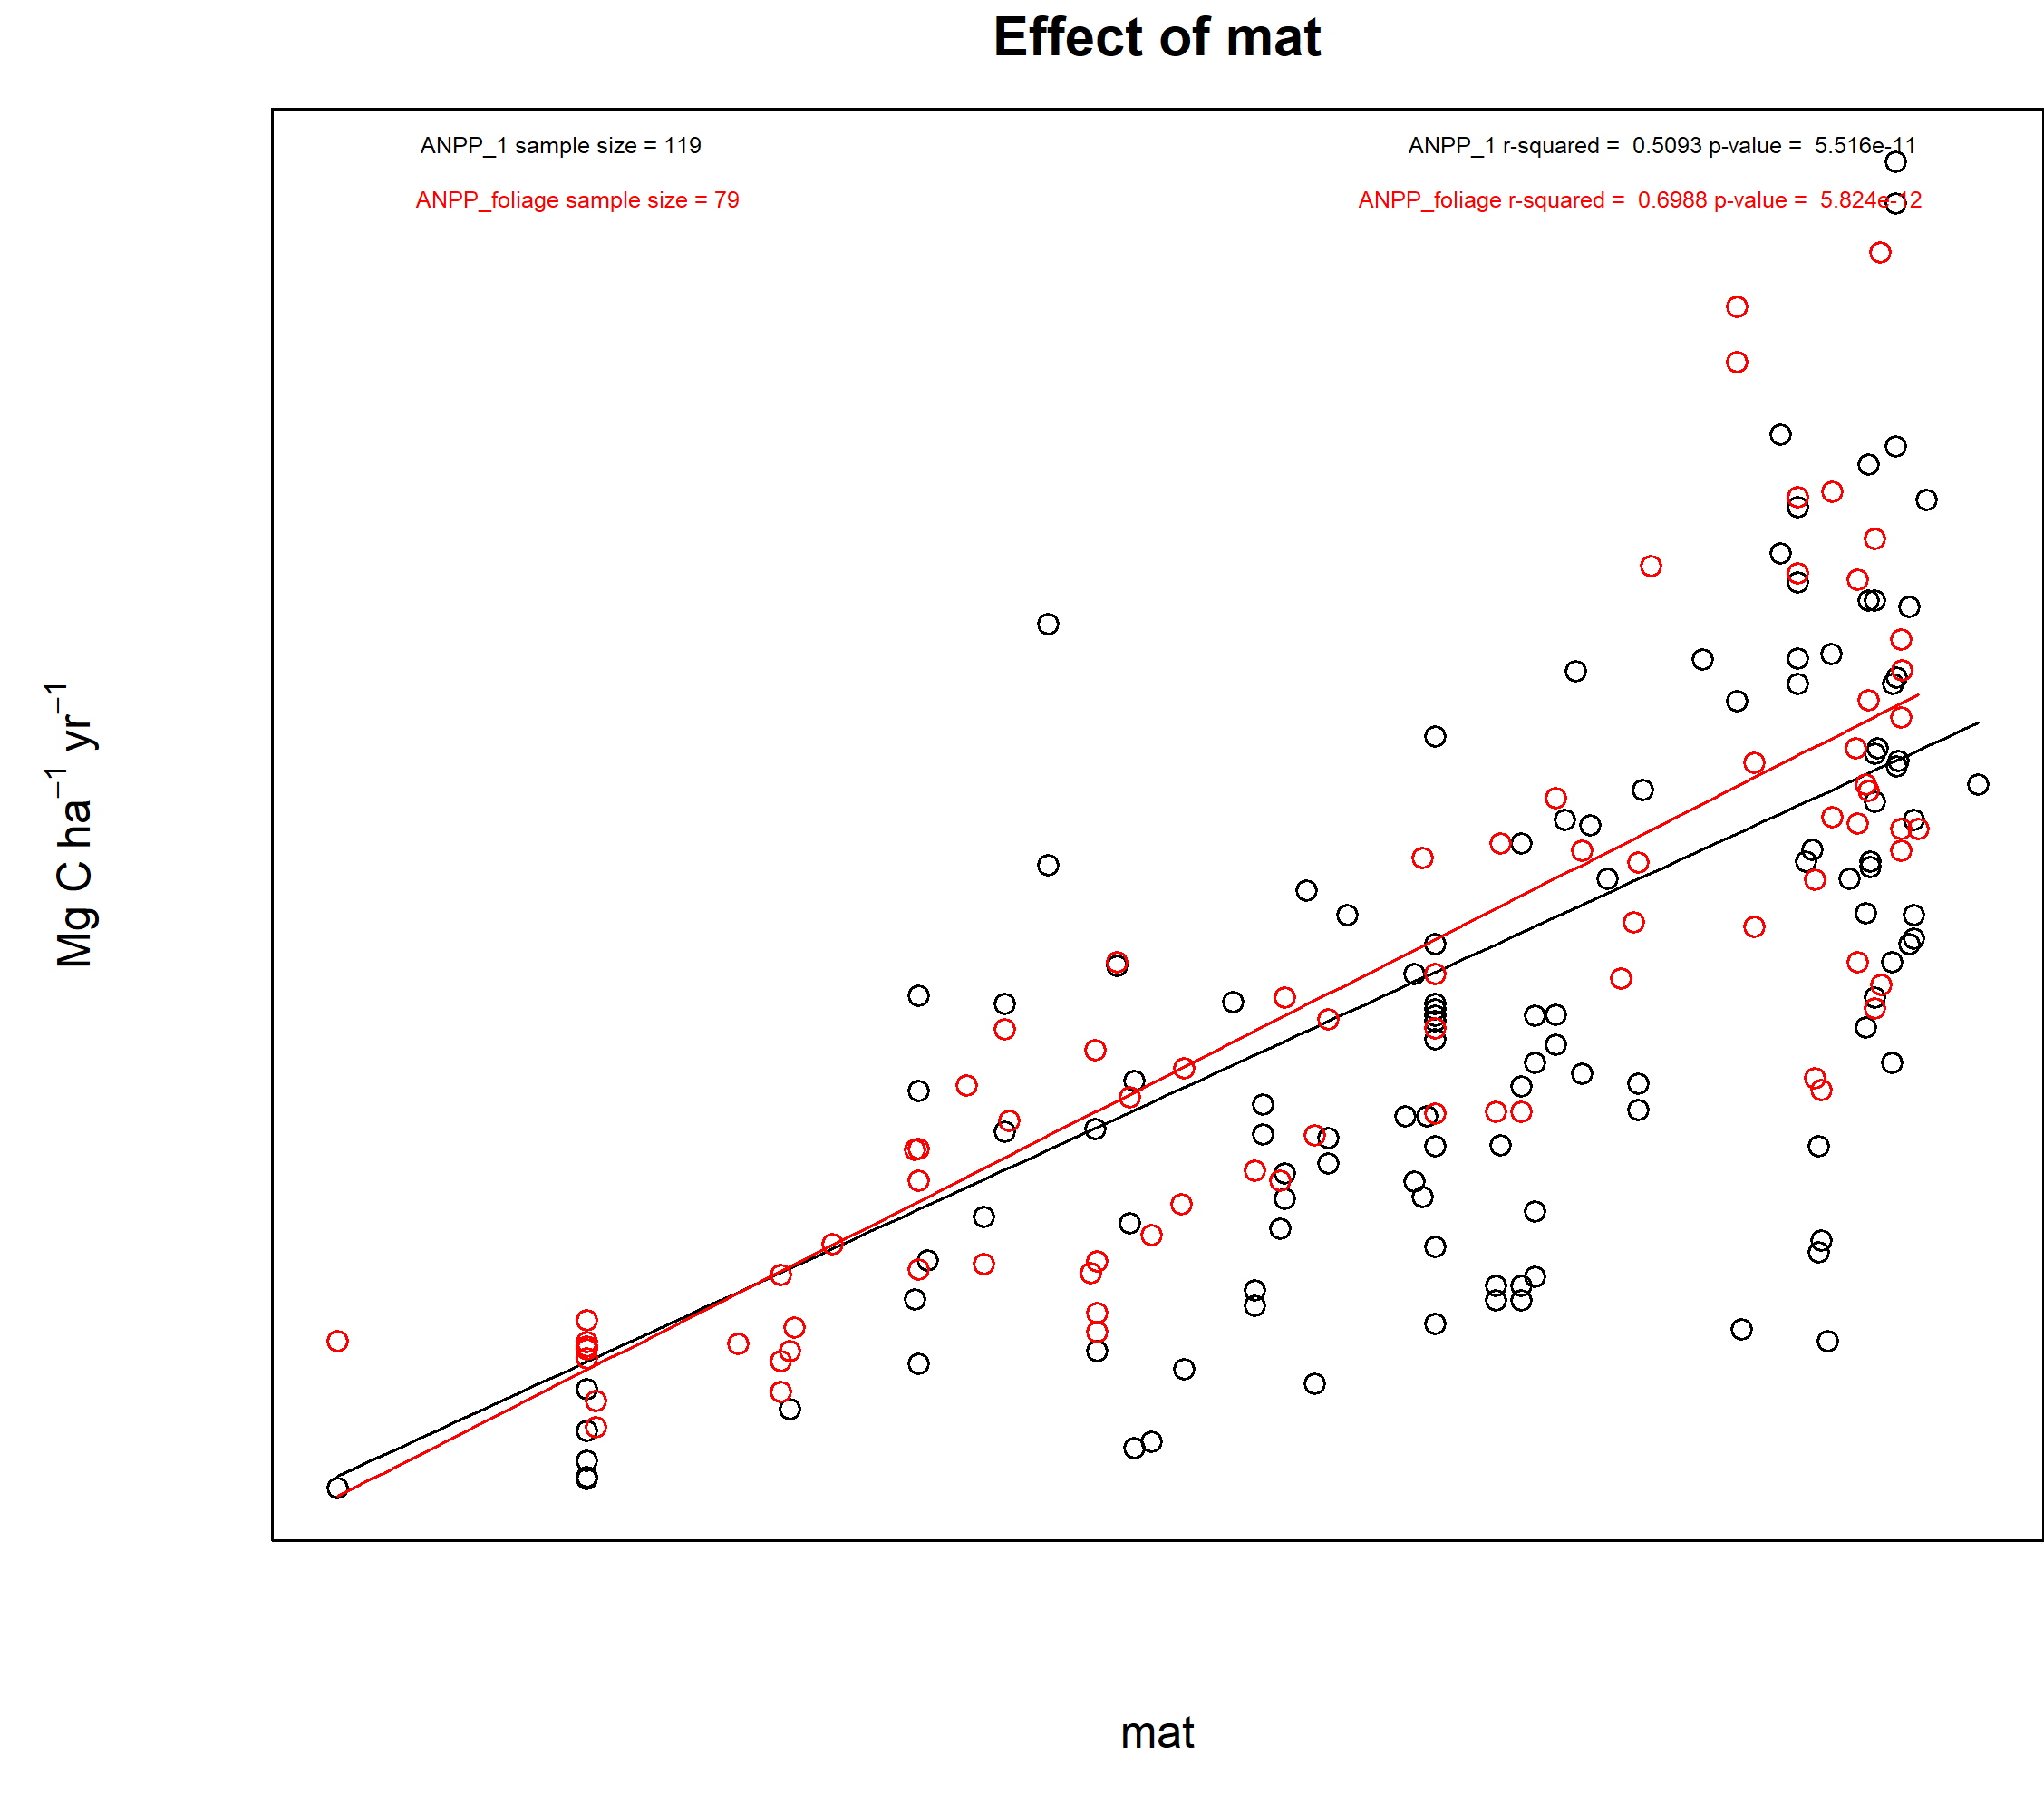 Effect of mat
ANPP_1 sample size = 119
ANPP_1 r-squared =  0.5093 p-value =  5.516e-11
ANPP_foliage sample size = 79
ANPP_foliage r-squared =  0.6988 p-value =  5.824e-12
Mg C ha⁻¹ yr⁻¹
mat